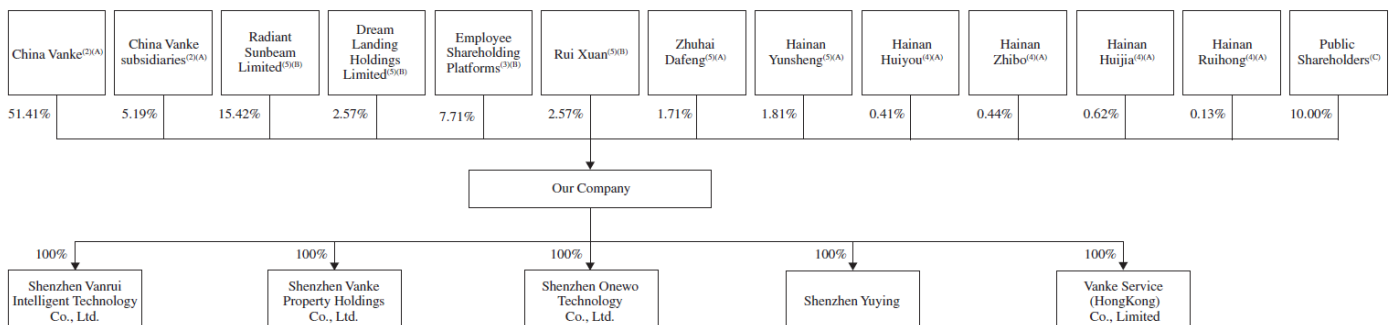 China Vanke(2)(A)
China Vanke
subsidiaries(2)(A)
Radiant
Sunbeam
Limited(5)(B)
Dream
Landing
Holdings
Limited(5)(B)
Employee
Shareholding
Platforms(3)(B)
Rui Xuan(5)(B)
Zhuhai
Dafeng(5)(A)
Hainan
Yunsheng(5)(A)
Hainan
Huiyou(4)(A)
Hainan
Zhibo(4)(A)
Hainan
Huijia(4)(A)
Hainan
Ruihong(4)(A)
Public
Shareholders(C)
51.41%
5.19%
15.42%
2.57%
7.71%
2.57%
1.71%
1.81%
0.41%
0.44%
0.62%
0.13%
10.00%
Our Company
100%
100%
100%
100%
100%
Shenzhen Vanrui
Intelligent Technology
Co., Ltd.
Shenzhen Vanke
Property Holdings
Co., Ltd.
Shenzhen Onewo
Technology
Co., Ltd.
Shenzhen Yuying
Vanke Service
(HongKong)
Co., Limited